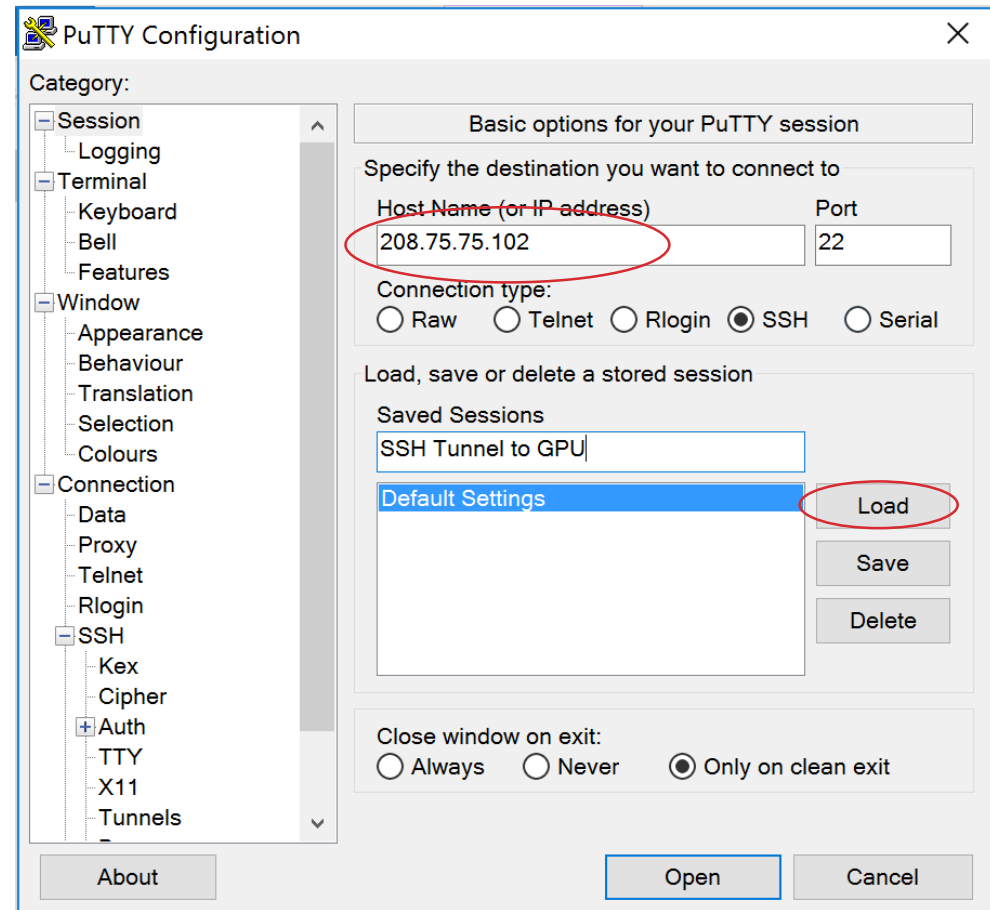 PuTTY Configuration
Category:
Session
Logging
Terminal
Keyboard
Bell
Features
Window
Appearance
Behaviour
Translation
Selection
Colours
Connection
Data
Proxy
Telnet
Rlogin
SSH
Kex
Cipher
Auth
TTY
X11
Tunnels
Basic options for your PuTTY session
Specify the destination you want to connect to
Host Name (or IP address) Port
208.75.75.102 22
Connection type:
Raw Telnet Rlogin SSH Serial
Load, save or delete a stored session
Saved Sessions
SSH Tunnel to GPU
Default Settings
Load
Save
Delete
Close window on exit:
Always Never Only on clean exit
About Open Cancel